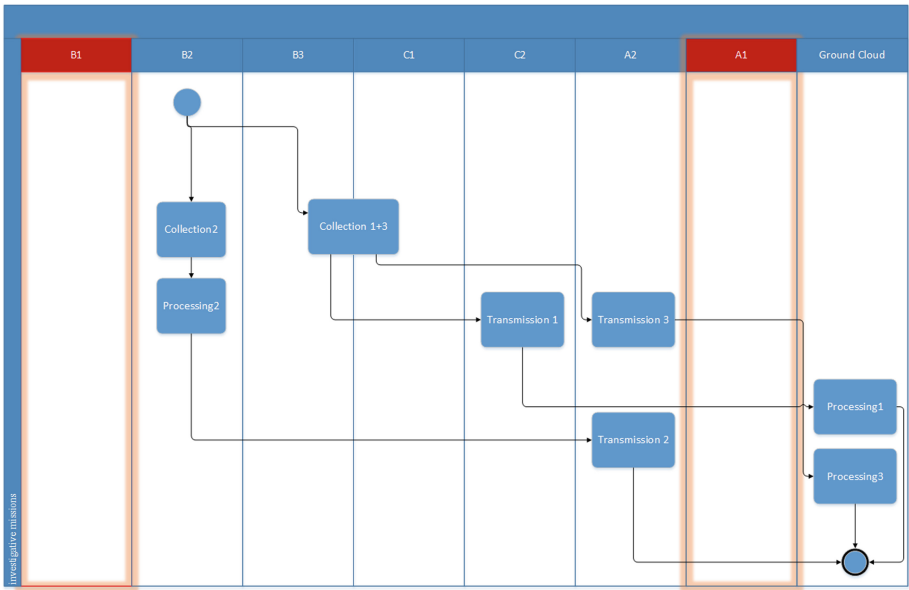 B1
B2
B3
C1
C2
A2
A1
Ground Cloud
Collection2
Collection 1+3
Processing2
Transmission 1
Transmission 3
Processing1
Transmission 2
Processing3
investigative missions